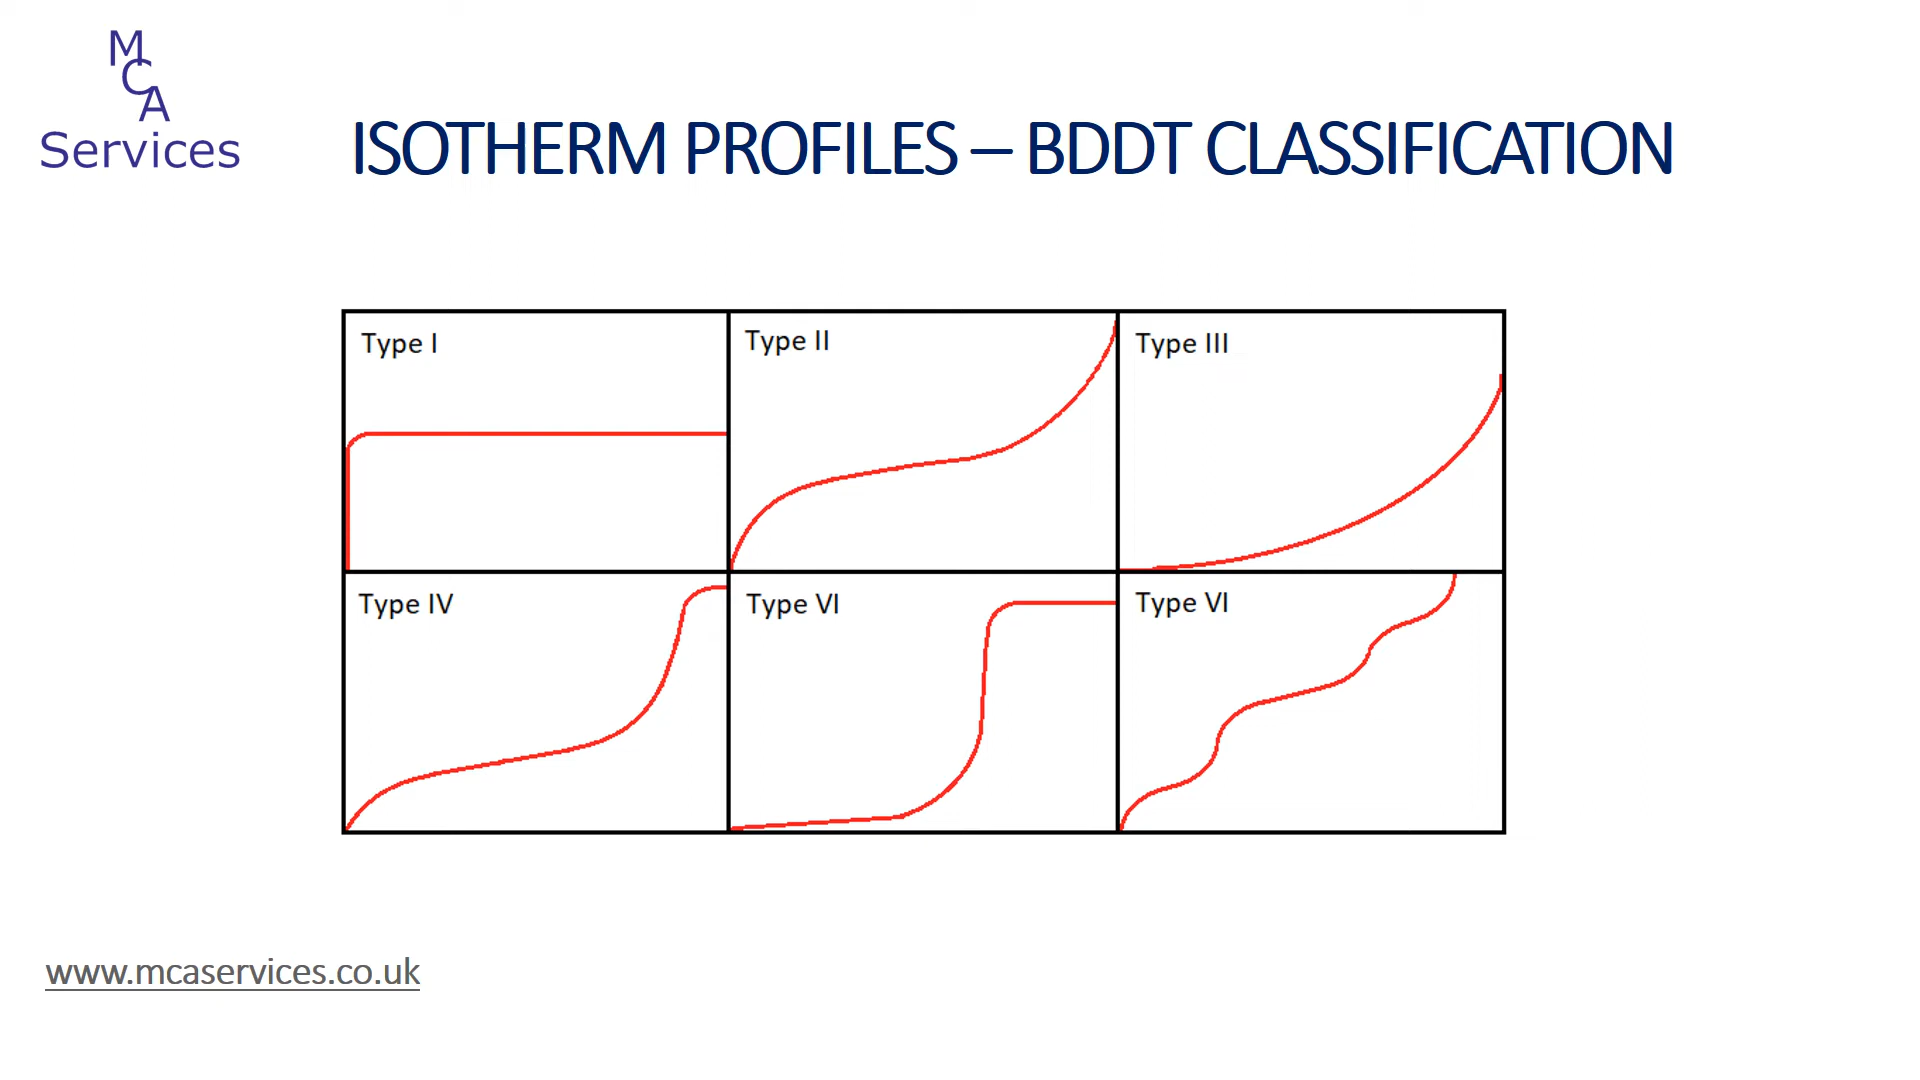 M
C
A
Services
ISOTHERM PROFILES – BDDT CLASSIFICATION
Type I
Type II
Type III
Type IV
Type VI
Type VI
www.mcaservices.co.uk